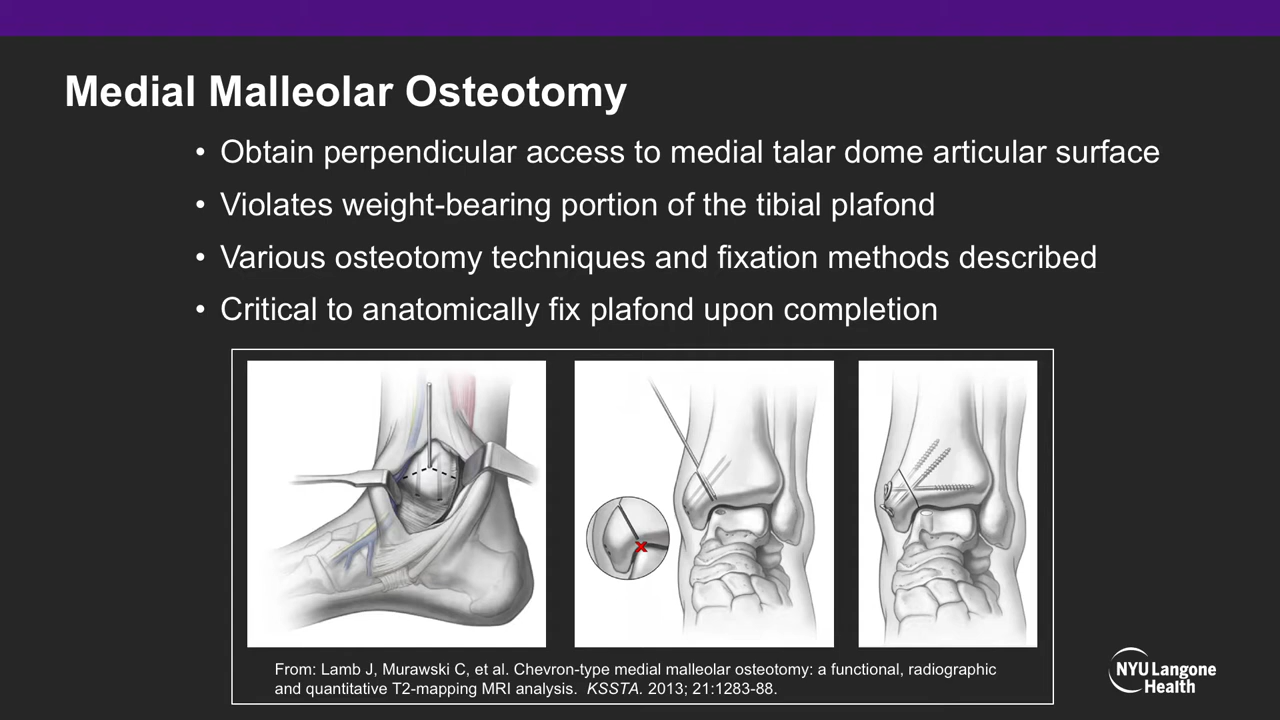 Medial Malleolar Osteotomy
• Obtain perpendicular access to medial talar dome articular surface
• Violates weight-bearing portion of the tibial plafond
• Various osteotomy techniques and fixation methods described
• Critical to anatomically fix plafond upon completion
From: Lamb J, Murawski C, et al. Chevron-type medial malleolar osteotomy: a functional, radiographic
and quantitative T2-mapping MRI analysis. KSSTA. 2013; 21:1283-88.
NYU Langone
Health